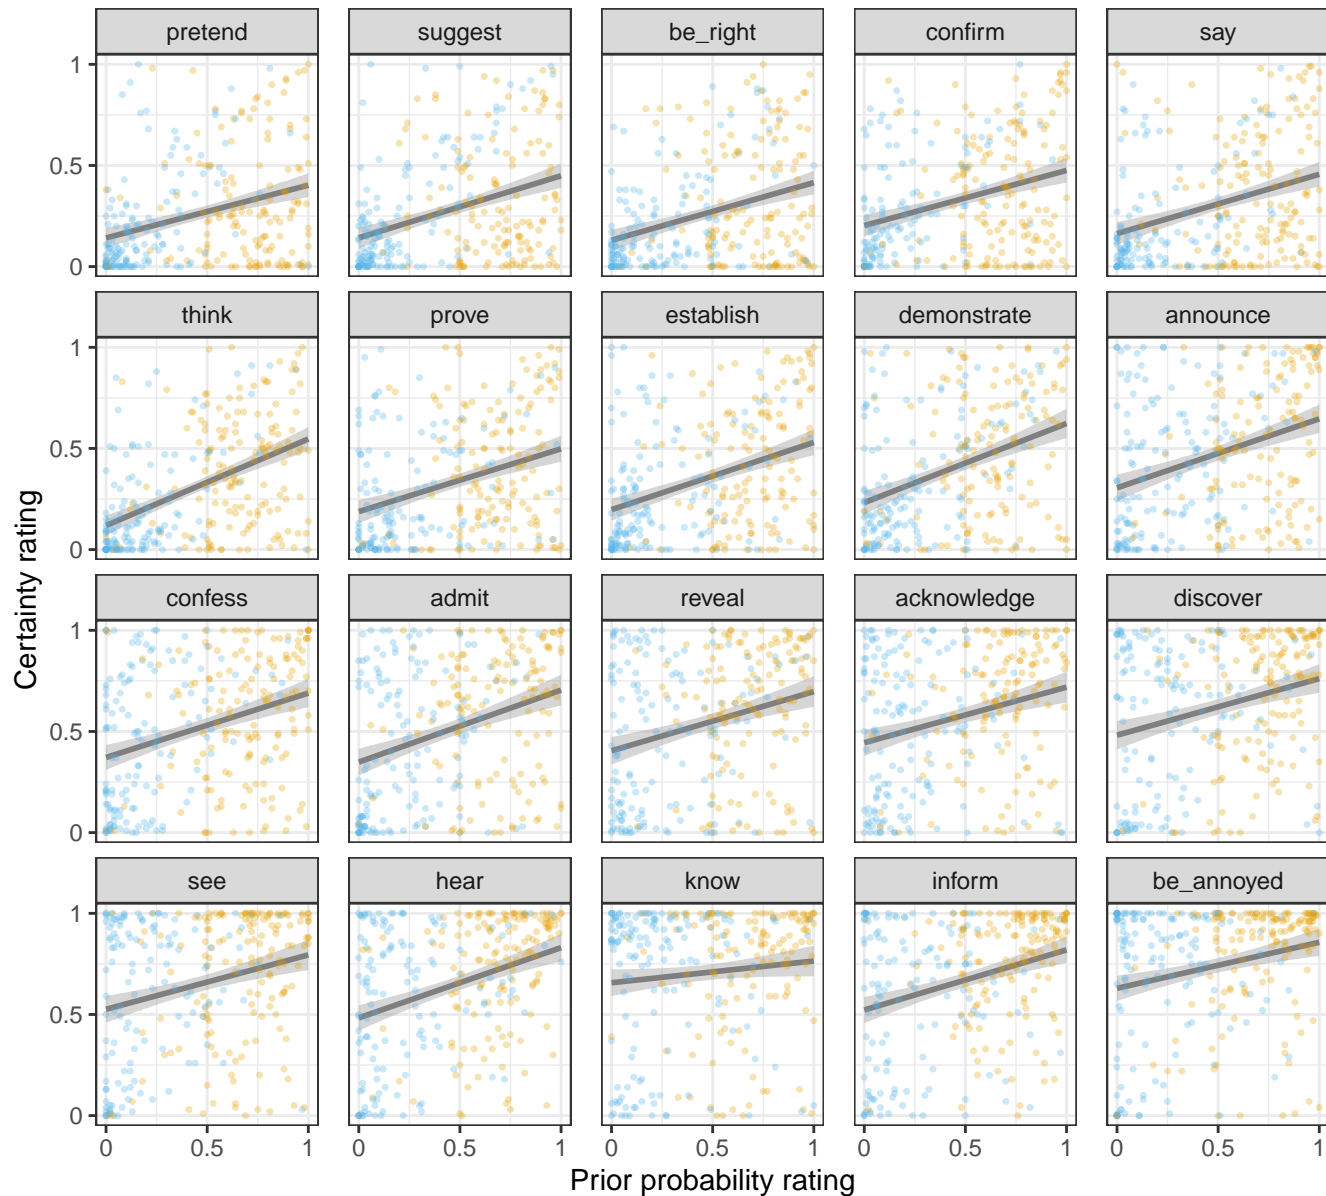 pretend suggest be_right confirm say
1
0.5
0
think prove establish demonstrate announce
1
0.5
0
confess admit reveal acknowledge discover
1
0.5
0
see hear know inform be_annoyed
1
0.5
0
0 0.5 1 0 0.5 1 0 0.5 1 0 0.5 1 0 0.5 1
Prior probability rating
Certainty rating